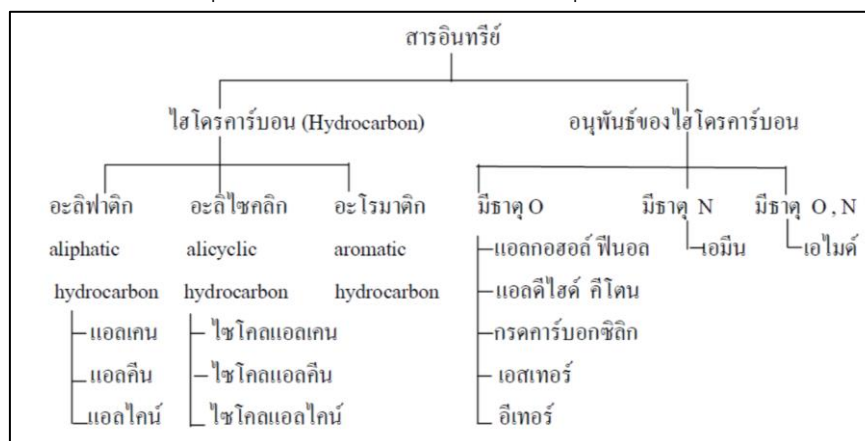 สารอินทรีย์
ไฮโดรคาร์บอน (Hydrocarbon)
อนุพันธ์ของไฮโดรคาร์บอน
อะลิฟาติก
aliphatic
hydrocarbon
แอลเคน
แอลคีน
แอลไคน์
อะลิไซคลิก
alicyclic
hydrocarbon
ไซโคลแอลเคน
ไซโคลแอลคีน
ไซโคลแอลไคน์
อะโรมาติก
aromatic
hydrocarbon
มีธาตุ O
แอลกอฮอล์ ฟีนอล
แอลดีไฮด์ คีโตน
กรดคาร์บอกซิลิก
เอสเทอร์
อีเทอร์
มีธาตุ N
เอมีน
มีธาตุ O , N
เอไมด์